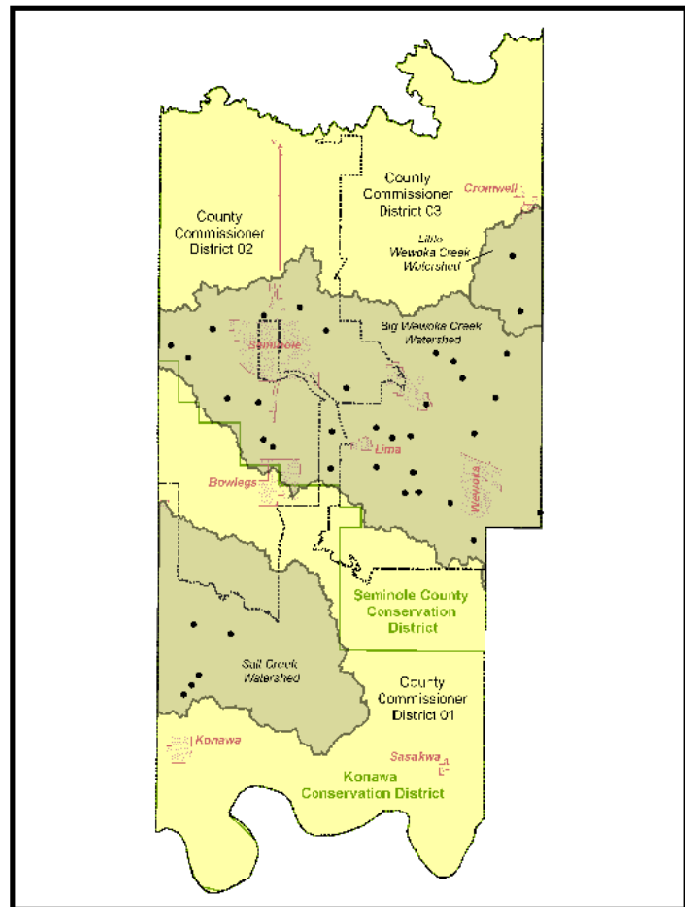 County
Commissioner
District 03
Cromwell
County
Commissioner
District 02
Little
Wewoka Creek
Watershed
Big Wewoka Creek
Watershed
Seminole
Lima
Bowlegs
Wewoka
Seminole County
Conservation
District
Salt Creek
Watershed
County
Commissioner
District 01
Konawa
Sasakwa
Konawa
Conservation District